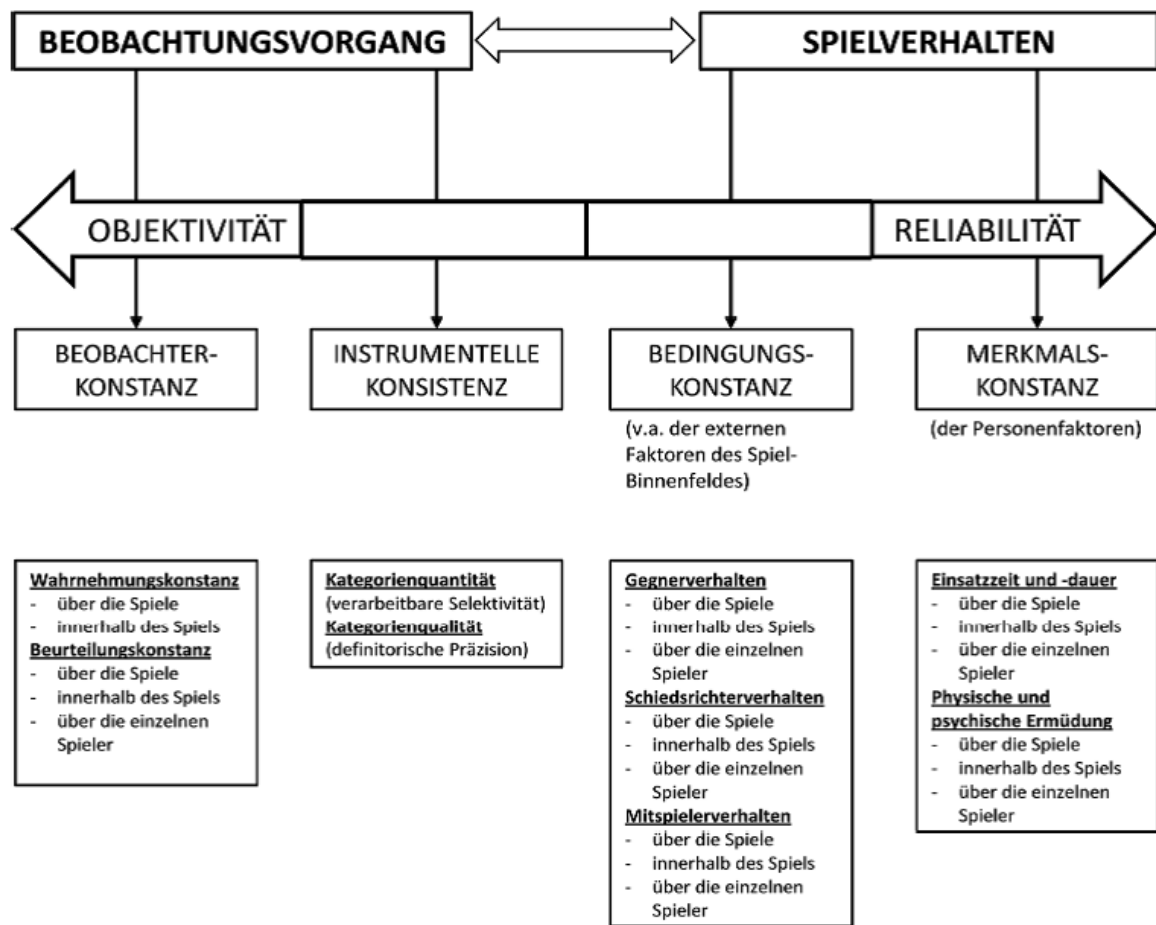 BEOBACHTUNGSVORGANG
SPIELVERHALTEN
OBJEKTIVITÄT
RELIABILITÄT
BEOBACHTER-
KONSTANZ
INSTRUMENTELLE
KONSISTENZ
BEDINGUNGS-
KONSTANZ
(v.a. der externen
Faktoren des Spiel-
Binnenfeldes)
MERKMALS-
KONSTANZ
(der Personenfaktoren)
Wahrnehmungskonstanz
- über die Spiele
- innerhalb des Spiels
Beurteilungskonstanz
- über die Spiele
- innerhalb des Spiels
- über die einzelnen
Spieler
Kategorienquantität
(verarbeitbare Selektivität)
Kategorienqualität
(definitorische Präzision)
Gegnerverhalten
- über die Spiele
- innerhalb des Spiels
- über die einzelnen
Spieler
Schiedsrichterverhalten
- über die Spiele
- innerhalb des Spiels
- über die einzelnen
Spieler
Mitspielerverhalten
- über die Spiele
- innerhalb des Spiels
- über die einzelnen
Spieler
Einsatzzeit und -dauer
- über die Spiele
- innerhalb des Spiels
- über die einzelnen
Spieler
Physische und
psychische Ermüdung
- über die Spiele
- innerhalb des Spiels
- über die einzelnen
Spieler